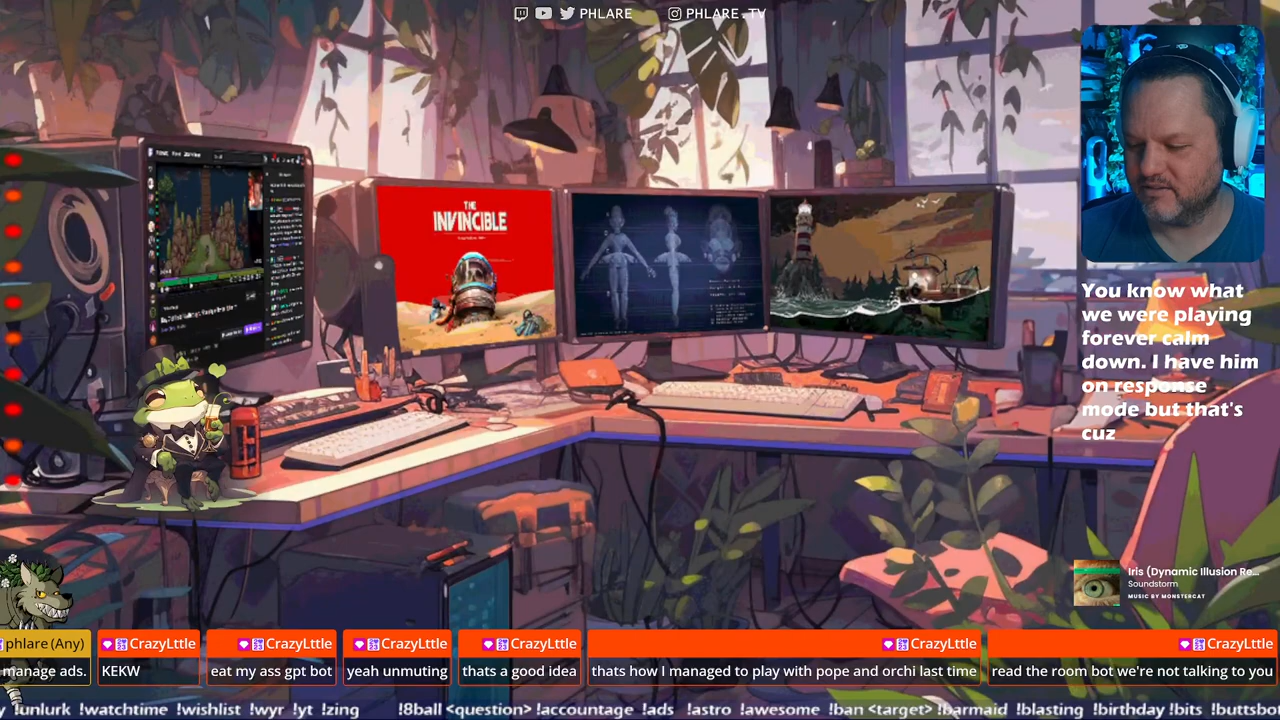 PHLARE
PHLARE.TV
THE
INVINCIBLE
You know what
we were playing
forever calm
down. I have him
on response
mode but that's
cuz
Iris (Dynamic Illusion Re...
Soundstorm
MUSIC BY MONSTERCAT
phlare (Any)
manage ads.
CrazyLttle
KEKW
CrazyLttle
eat my ass gpt bot
CrazyLttle
yeah unmuting
CrazyLttle
thats a good idea
CrazyLttle
thats how I managed to play with pope and orchi last time
CrazyLttle
read the room bot we're not talking to you
y !unlurk !watchtime !wishlist !wyr !yt !zing !8ball <question> !accountage !ads !astro !awesome !ban <target> !barmaid !bits !birthday !blasting !buttsbo